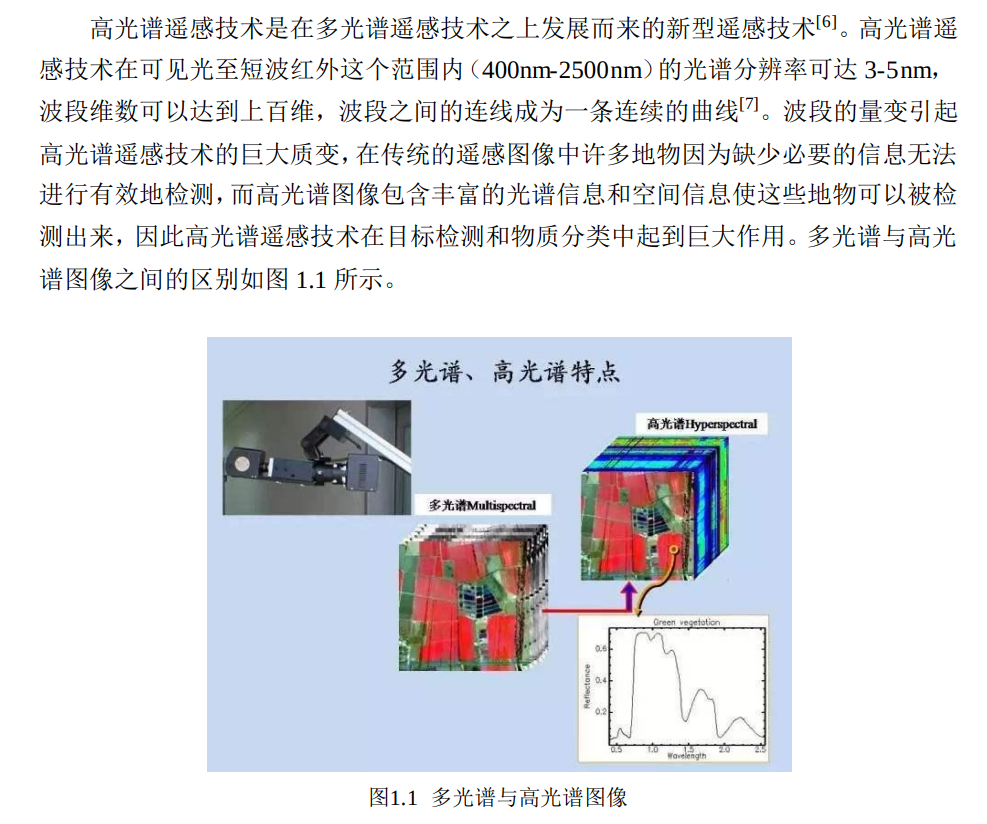 高光谱遥感技术是在多光谱遥感技术之上发展而来的新型遥感技术[6]。高光谱遥
感技术在可见光至短波红外这个范围内（400nm-2500nm）的光谱分辨率可达 3-5nm，
波段维数可以达到上百维，波段之间的连线成为一条连续的曲线[7]。波段的量变引起
高光谱遥感技术的巨大质变，在传统的遥感图像中许多地物因为缺少必要的信息无法
进行有效地检测，而高光谱图像包含丰富的光谱信息和空间信息使这些地物可以被检
测出来，因此高光谱遥感技术在目标检测和物质分类中起到巨大作用。多光谱与高光
谱图像之间的区别如图 1.1 所示。
多光谱、高光谱特点
高光谱Hyperspectral
多光谱Multispectral
Green vegetation
Reflectance
0.6
0.4
0.2
0.5 1.0 1.5 2.0 2.5
Wavelength
图1.1 多光谱与高光谱图像